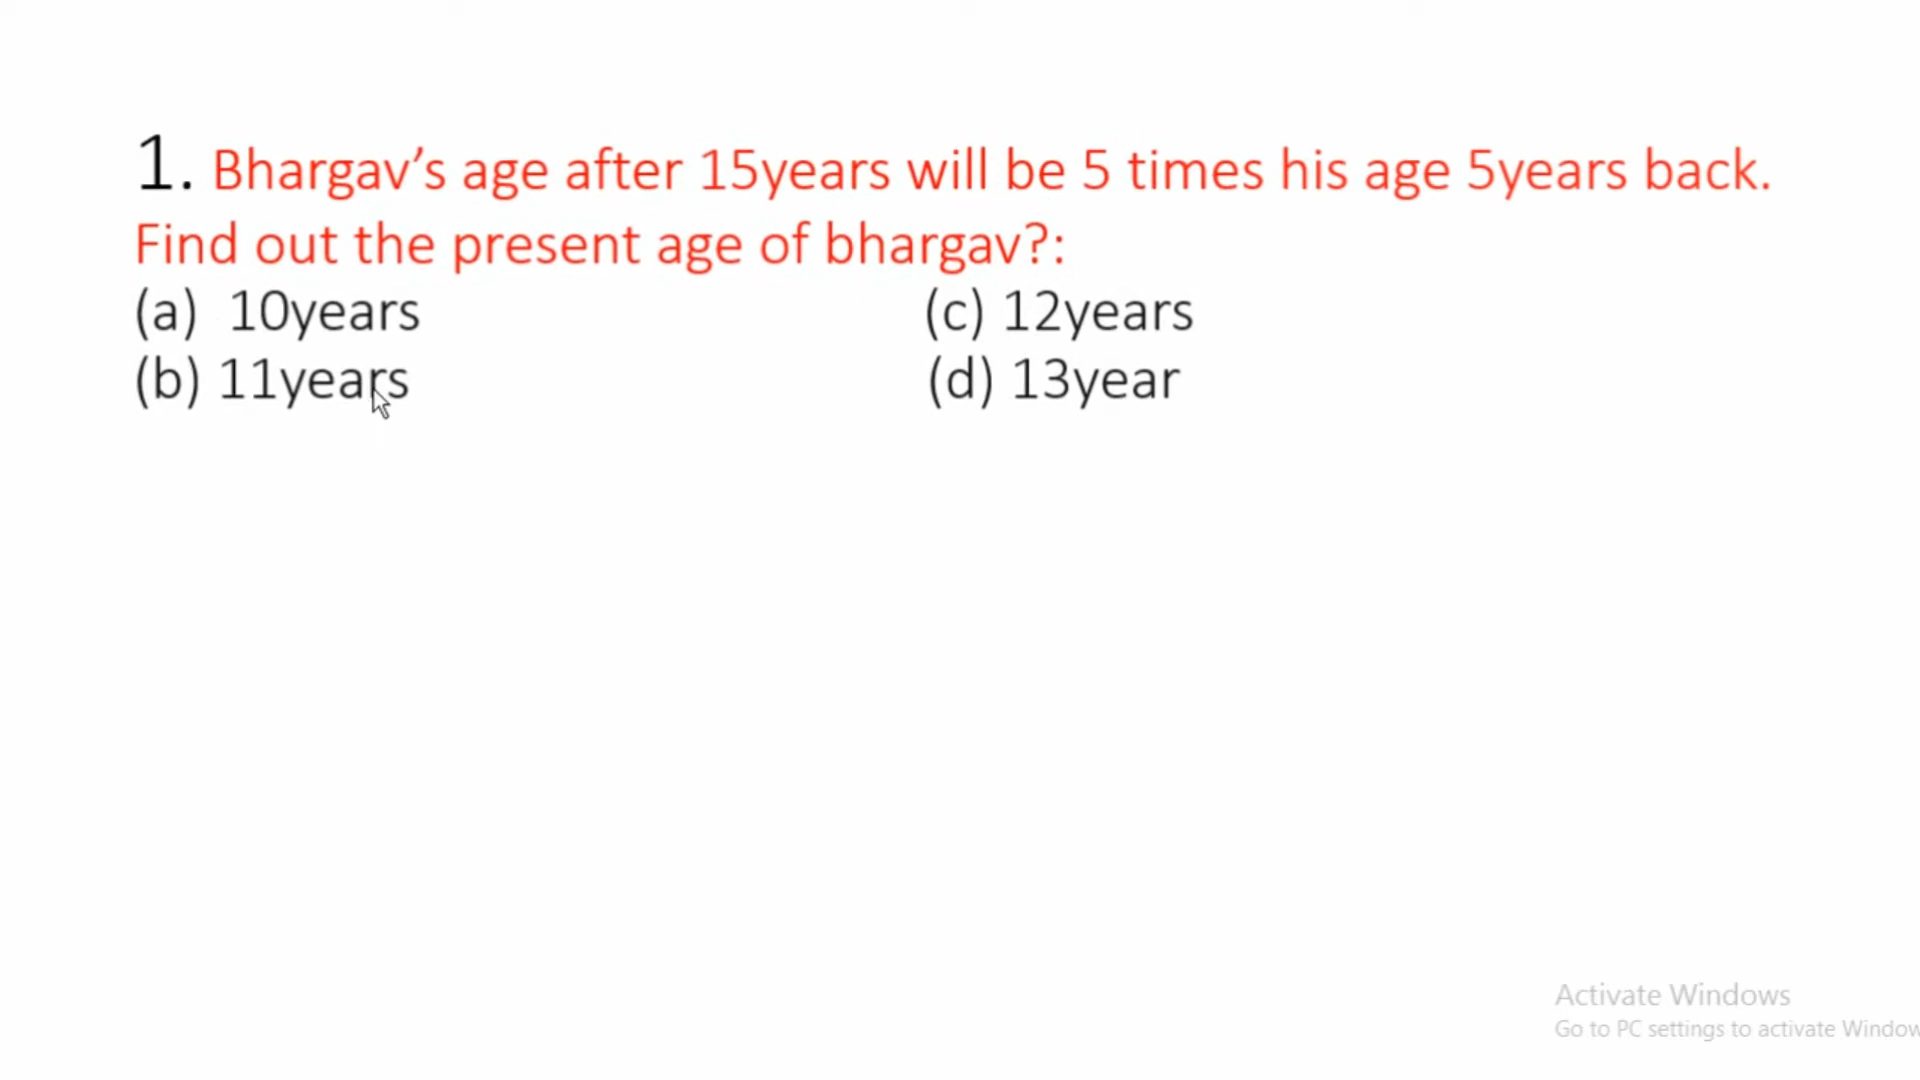 1. Bhargav’s age after 15years will be 5 times his age 5years back.
Find out the present age of bhargav?:
(a) 10years (c) 12years
(b) 11years (d) 13year
Activate Windows
Go to PC settings to activate Window